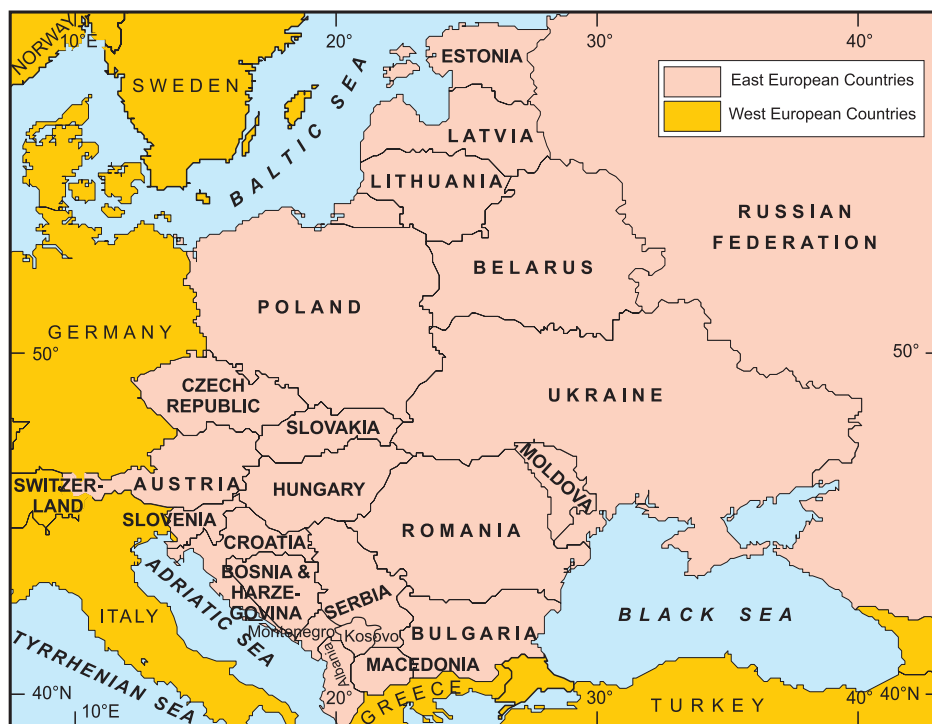 NORWAY
10°E
20°
30°
40°
SWEDEN
BALTIC SEA
ESTONIA
East European Countries
West European Countries
LATVIA
LITHUANIA
RUSSIAN
FEDERATION
BELARUS
POLAND
GERMANY
50°
50°
CZECH
REPUBLIC
UKRAINE
SLOVAKIA
MOLDOVA
SWITZER-
LAND
AUSTRIA
HUNGARY
SLOVENIA
CROATIA
ROMANIA
BOSNIA &
HARZE-
GOVINA
ADRIATIC SEA
SERBIA
ITALY
BLACK SEA
Montenegro
Kosovo
BULGARIA
Albania
MACEDONIA
TYRRHENIAN SEA
GREECE
TURKEY
40°N
10°E
20°
30°
40°
40°N